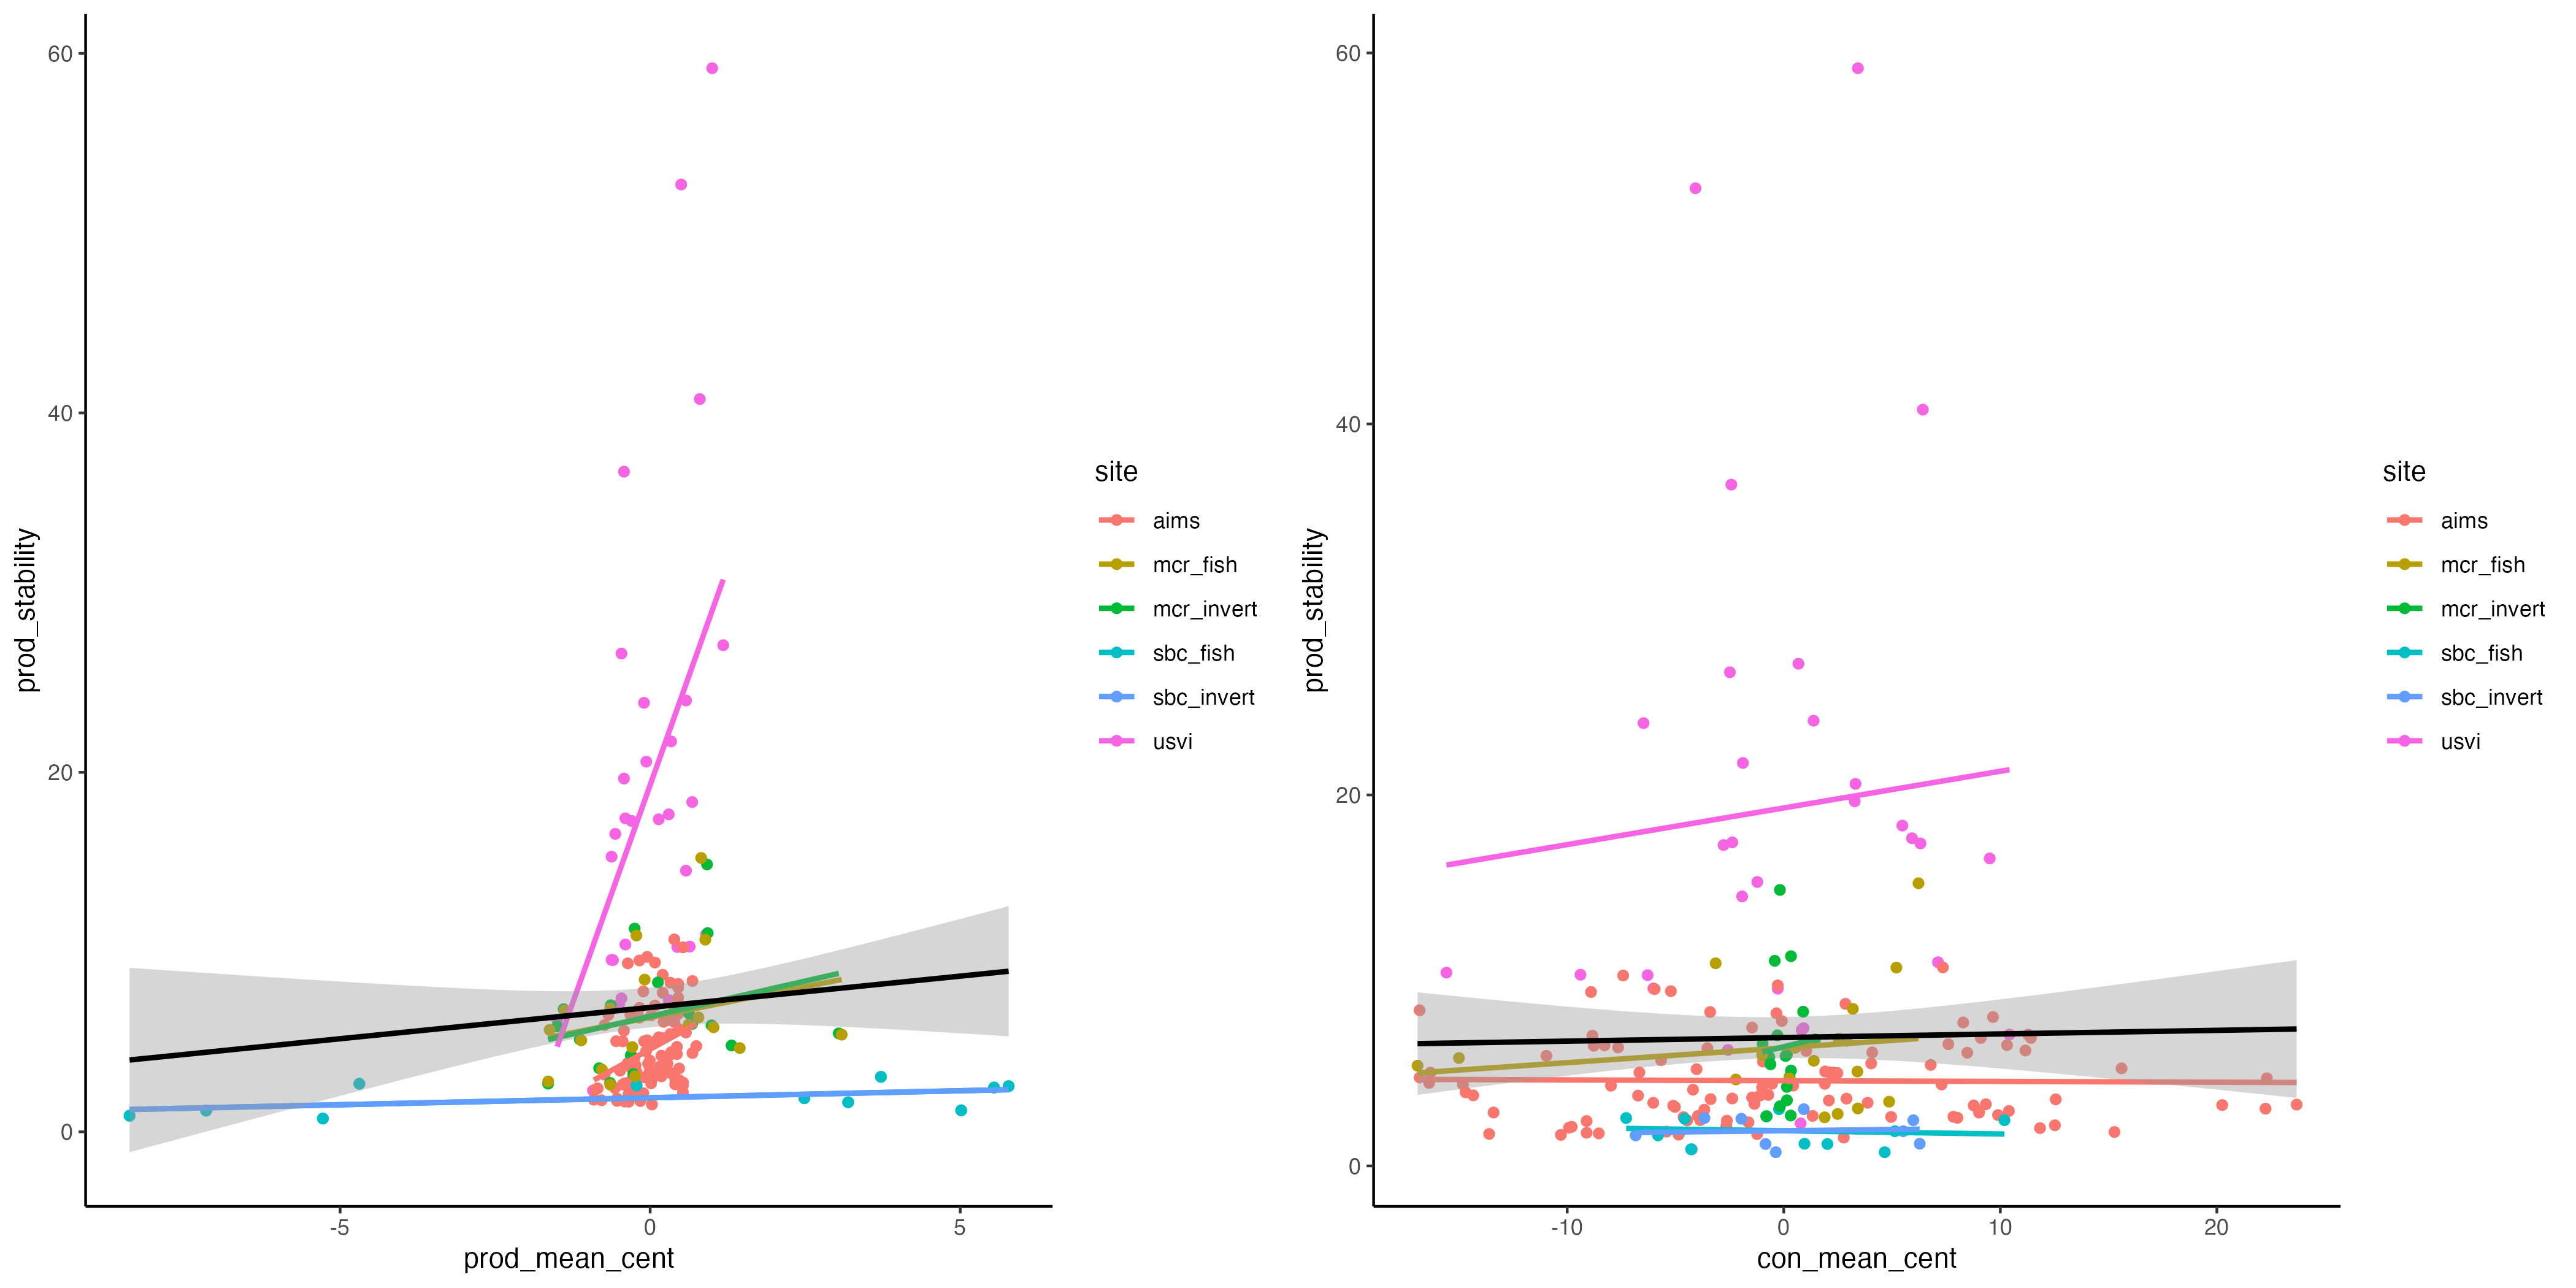 60
40
20
0
prod_stability
-5
0
5
prod_mean_cent
site
aims
mcr_fish
mcr_invert
sbc_fish
sbc_invert
usvi
60
40
20
0
prod_stability
-10
0
10
20
con_mean_cent
site
aims
mcr_fish
mcr_invert
sbc_fish
sbc_invert
usvi